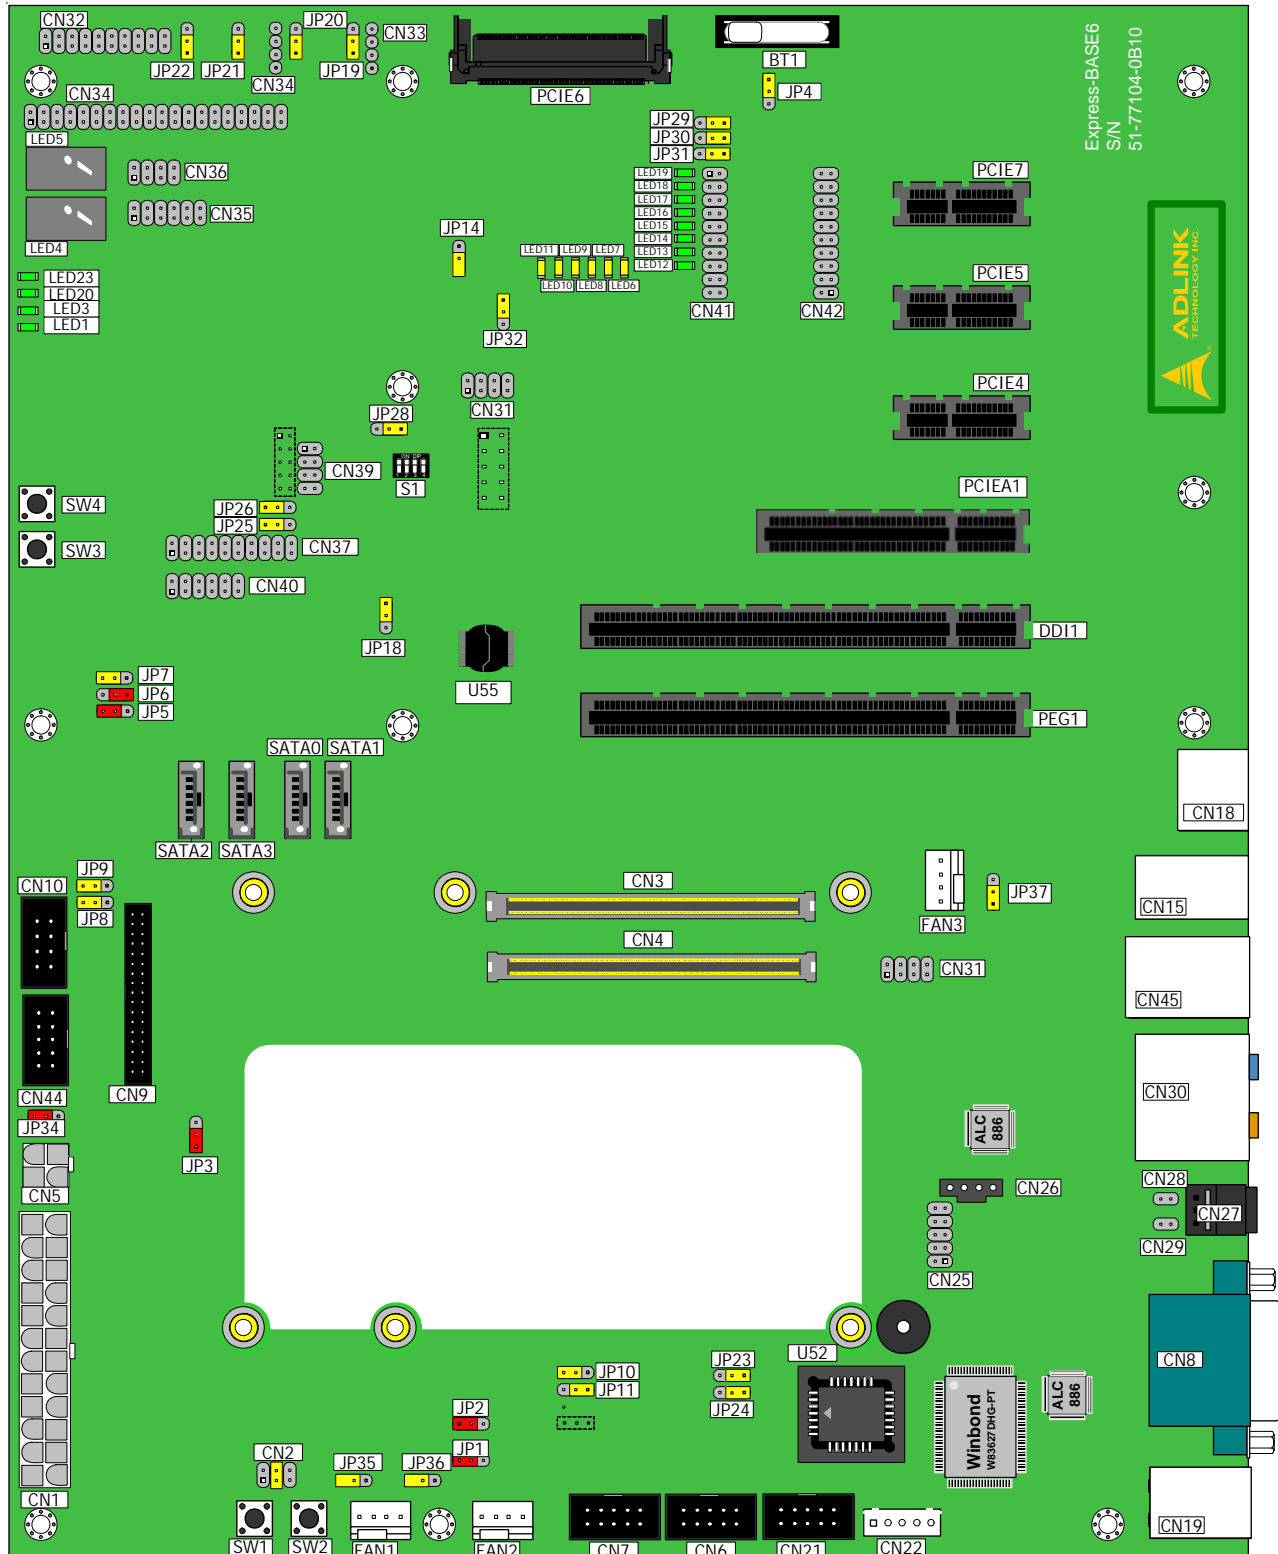 CN32
JP20
CN33
JP22
JP21
CN34
JP19
PCIE6
BT1
JP4
Express-BASE6
S/N
51-77104-0B10
CN34
JP29
JP30
JP31
LED5
CN36
LED4
CN35
LED19
LED18
LED17
LED16
LED15
LED14
LED13
LED12
PCIE7
JP14
LED11
LED9
LED7
LED10
LED8
LED6
LED23
LED20
LED3
LED1
CN41
CN42
PCIE5
ADLINK
TECHNOLOGY INC.
JP32
PCIE4
JP28
CN31
CN39
ON DIP
1 2 3 4
S1
PCIEA1
SW4
JP26
JP25
SW3
CN37
CN40
JP18
DDI1
U55
JP7
JP6
JP5
PEG1
SATA0
SATA1
SATA2
SATA3
CN18
JP9
CN10
JP8
CN3
FAN3
JP37
CN15
CN4
CN31
CN45
CN44
CN9
CN30
JP34
JP3
ALC
886
CN5
CN26
CN28
CN27
CN29
CN25
U52
CN8
JP10
JP11
JP23
JP24
Winbond
W83627DHG-PT
ALC
886
JP2
JP1
CN2
JP35
JP36
CN1
SW1
SW2
FAN1
FAN2
CN7
CN6
CN21
CN22
CN19